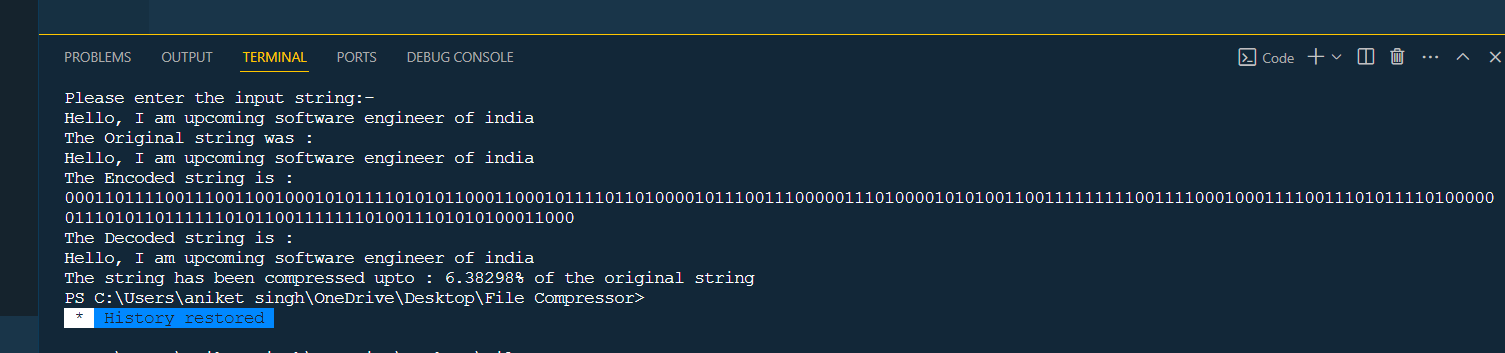 PROBLEMS OUTPUT TERMINAL PORTS DEBUG CONSOLE Code
Please enter the input string:-
Hello, I am upcoming software engineer of india
The Original string was :
Hello, I am upcoming software engineer of india
The Encoded string is :
0001101111001110011001000101011110101011000110001011110110100001011100111000001110100001010100110011111111110011110001000111100111010111101000000
0111010110111111010110011111110100111010101000110​00
The Decoded string is :
Hello, I am upcoming software engineer of india
The string has been compressed upto : 6.38298% of the original string
PS C:\Users\aniket singh\OneDrive\Desktop\File Compressor>
* History restored